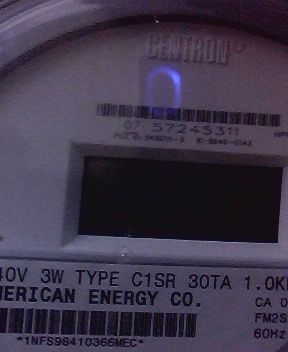 CENTRON®
07 57245311
40V 3W TYPE C1SR 30TA 1.0K
MERICAN ENERGY CO.
CA 0
FM2S
60Hz
*1NFS98410366MEC*